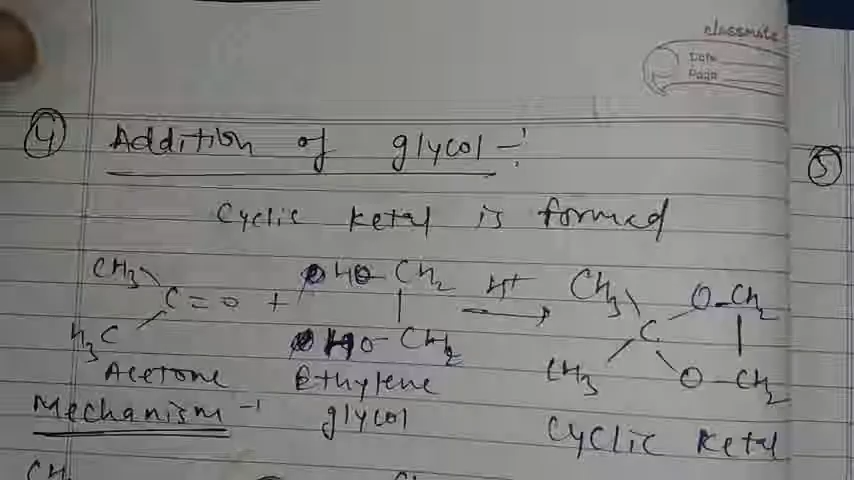 classmate
Date
Page
4 Addition of glycol -:
5
Cyclic Ketal is formed
CH3 HO CH2 H+ CH3 O-CH2
C=O + C
H3C HO-CH2 CH3 O-CH2
Acetone Ethylene
glycol Cyclic Ketal
Mechanism -
CH